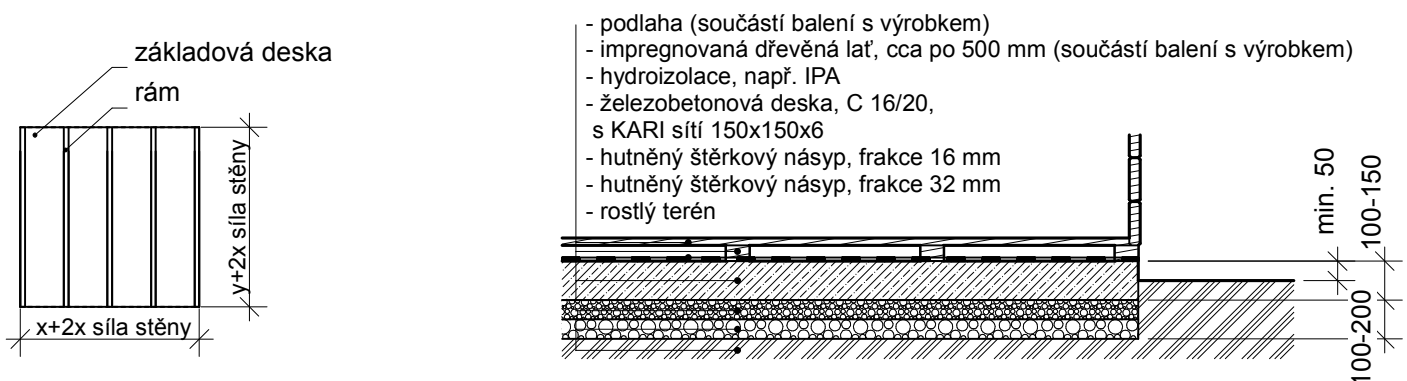 základová deska
rám
y+2x síla stěny
x+2x síla stěny
- podlaha (součástí balení s výrobkem)
- impregnovaná dřevěná lať, cca po 500 mm (součástí balení s výrobkem)
- hydroizolace, např. IPA
- železobetonová deska, C 16/20,
s KARI sítí 150x150x6
- hutněný štěrkový násyp, frakce 16 mm
- hutněný štěrkový násyp, frakce 32 mm
- rostlý terén
min. 50
100-150
100-200